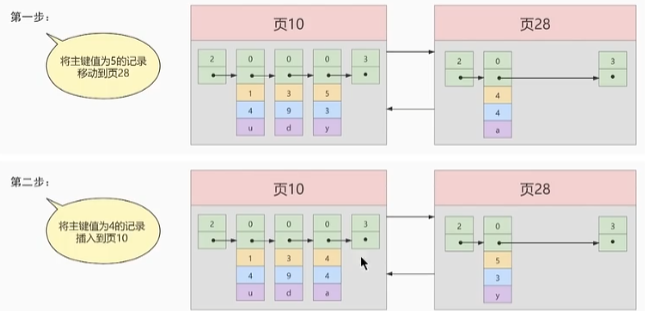 第一步：
将主键值为5的记录
移动到页28
页10
2 0 0 0 3
1 3 5
4 9 3
u d y
页28
2 0 3
4
4
a
第二步：
将主键值为4的记录
插入到页10
页10
2 0 0 0 3
1 3 4
4 9 4
u d a
页28
2 0 3
5
3
y